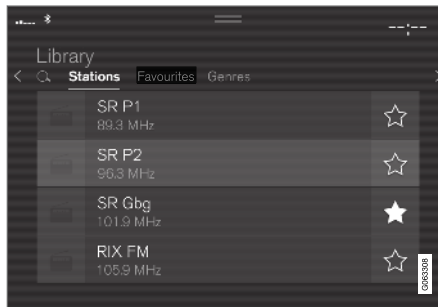 --:--
Library
Stations Favourites Genres
SR P1
89.3 MHz
SR P2
96.3 MHz
SR Gbg
101.9 MHz
RIX FM
105.9 MHz
G063308